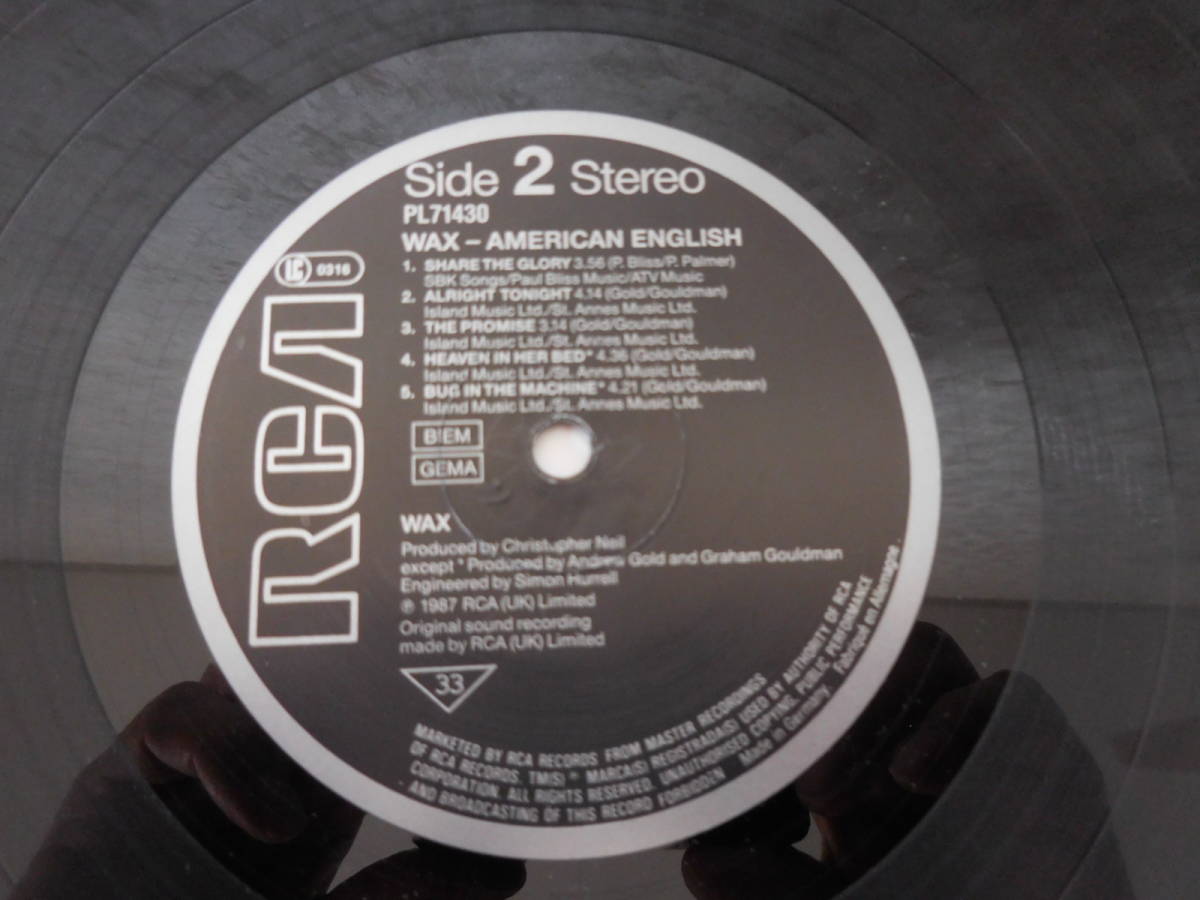 Side 2 Stereo
PL71430
WAX – AMERICAN ENGLISH
1. SHARE THE GLORY 3.56 (P. Bliss/P. Palmer)
SBK Songs/Paul Bliss Music/ATV Music
2. ALRIGHT TONIGHT 4.14 (Gold/Gouldman)
Island Music Ltd./St. Annes Music Ltd.
3. THE PROMISE 3.14 (Gold/Gouldman)
Island Music Ltd./St. Annes Music Ltd.
4. HEAVEN IN HER BED* 4.36 (Gold/Gouldman)
Island Music Ltd./St. Annes Music Ltd.
5. BUG IN THE MACHINE* 4.21 (Gold/Gouldman)
Island Music Ltd./St. Annes Music Ltd.
BIEM
GEMA
LC 0316
RCA
WAX
Produced by Christopher Neil
except * Produced by Andrew Gold and Graham Gouldman
Engineered by Simon Hurrell
℗ 1987 RCA (UK) Limited
Original sound recording
made by RCA (UK) Limited
33
MARKETED BY RCA RECORDS FROM MASTER RECORDINGS
OF RCA RECORDS. TM(S) ® MARCA(S) REGISTRADA(S) USED BY AUTHORITY OF RCA
CORPORATION. ALL RIGHTS RESERVED. UNAUTHORISED COPYING, PUBLIC PERFORMANCE
AND BROADCASTING OF THIS RECORD FORBIDDEN Made in Germany. Fabriqué en Allemagne.